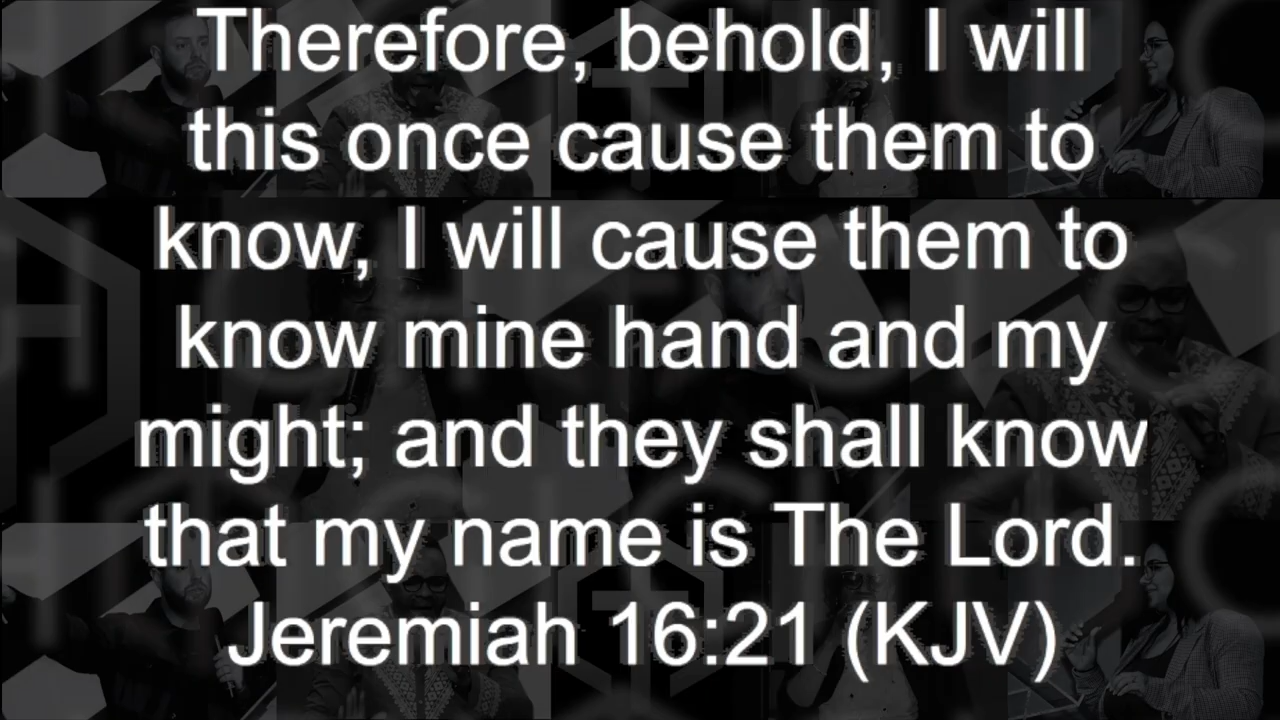 Therefore, behold, I will
this once cause them to
know, I will cause them to
know mine hand and my
might; and they shall know
that my name is The Lord.
Jeremiah 16:21 (KJV)